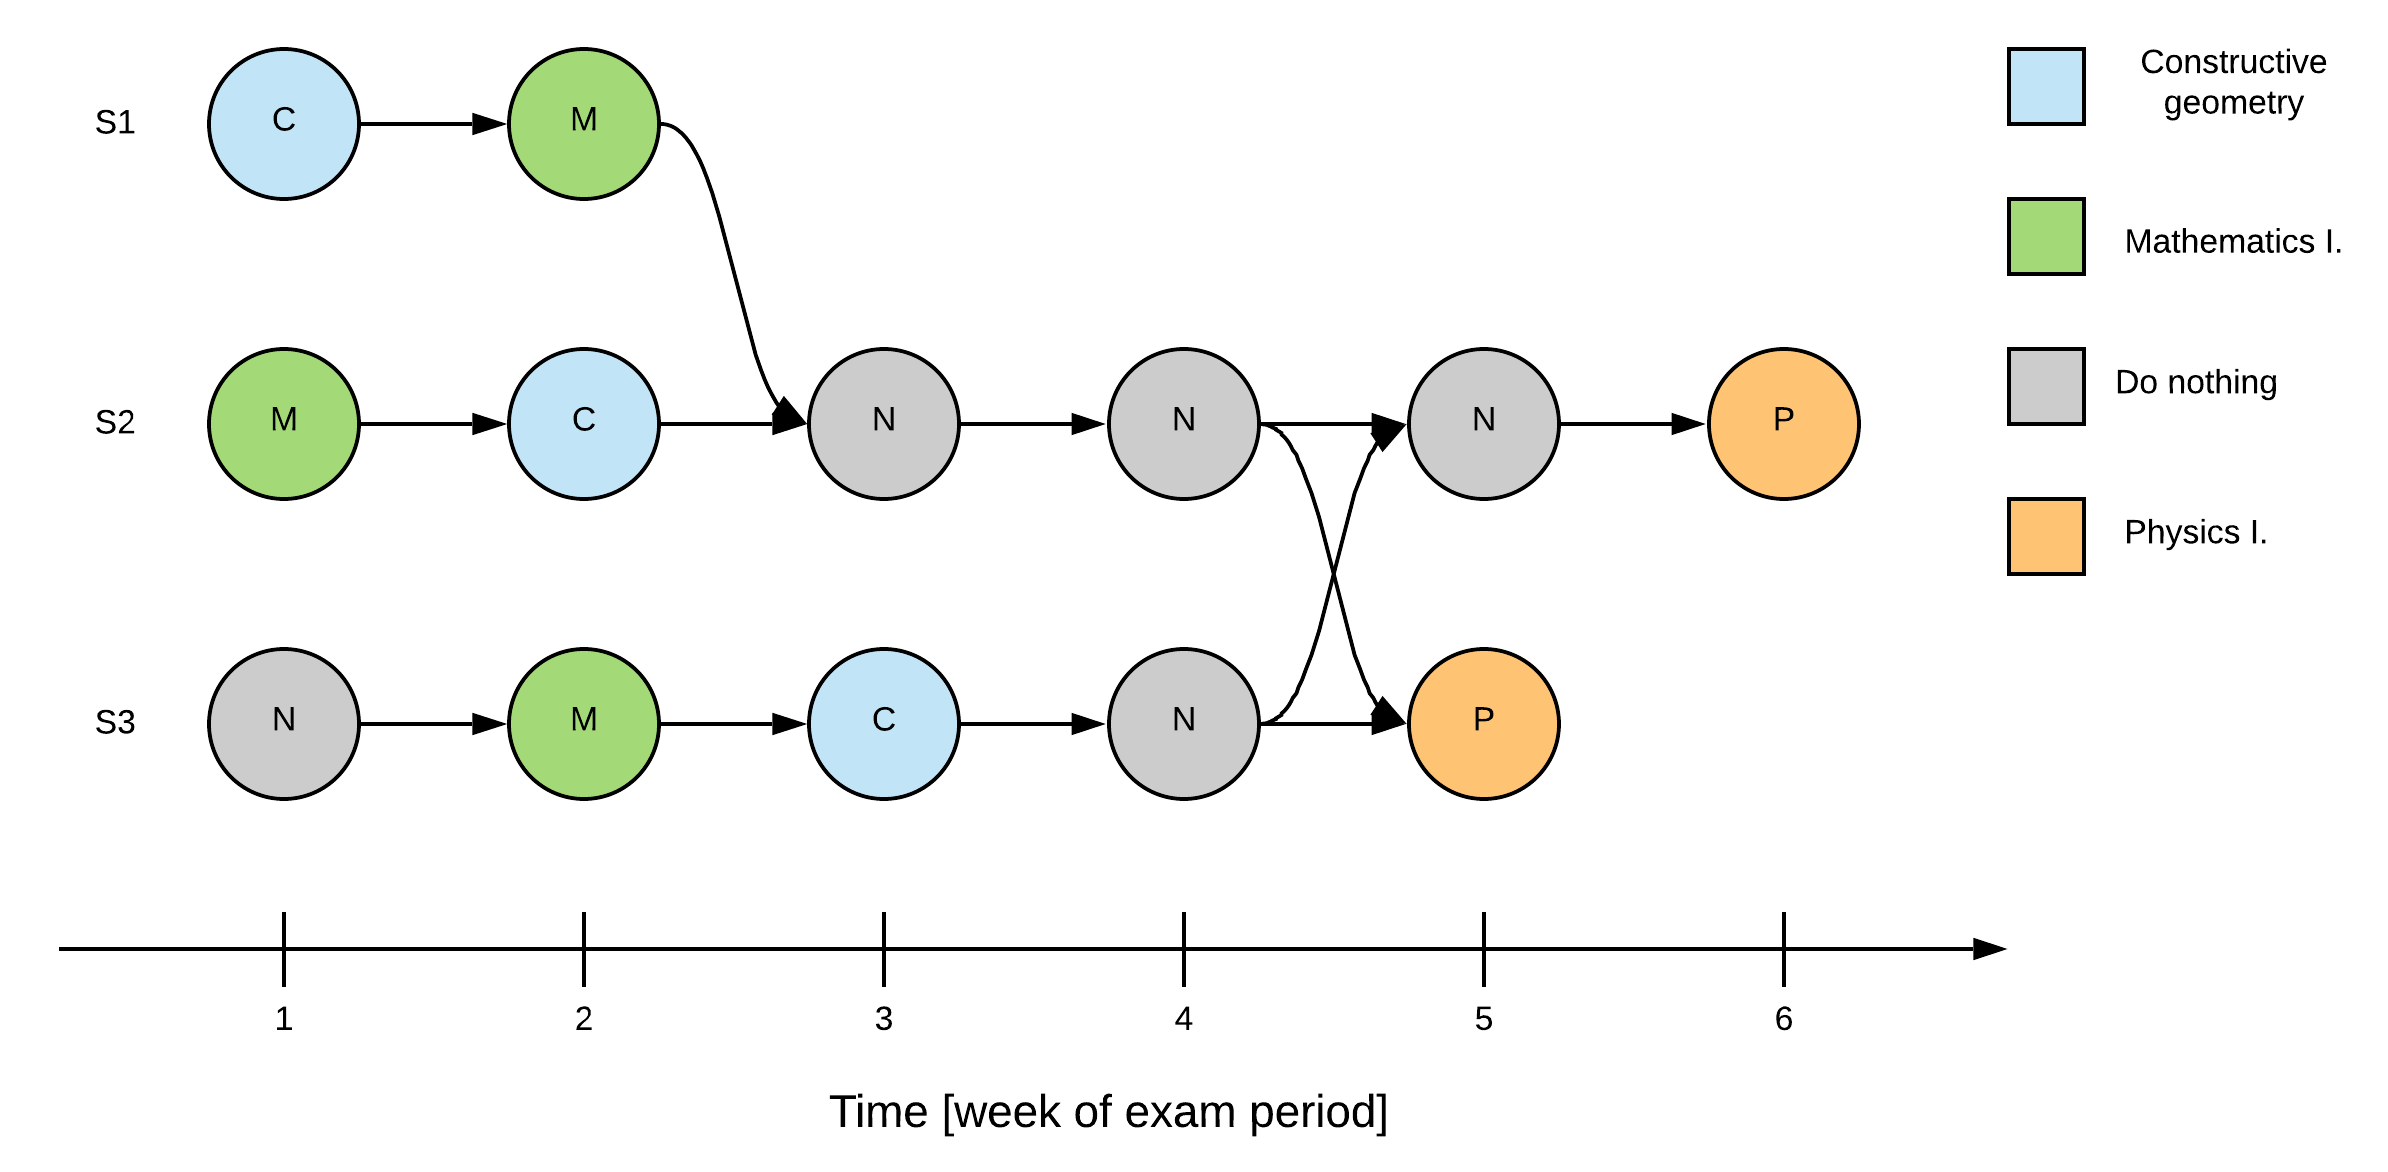 S1
C
M
S2
M
C
N
N
N
P
S3
N
M
C
N
P
Constructive
geometry
Mathematics I.
Do nothing
Physics I.
1
2
3
4
5
6
Time [week of exam period]